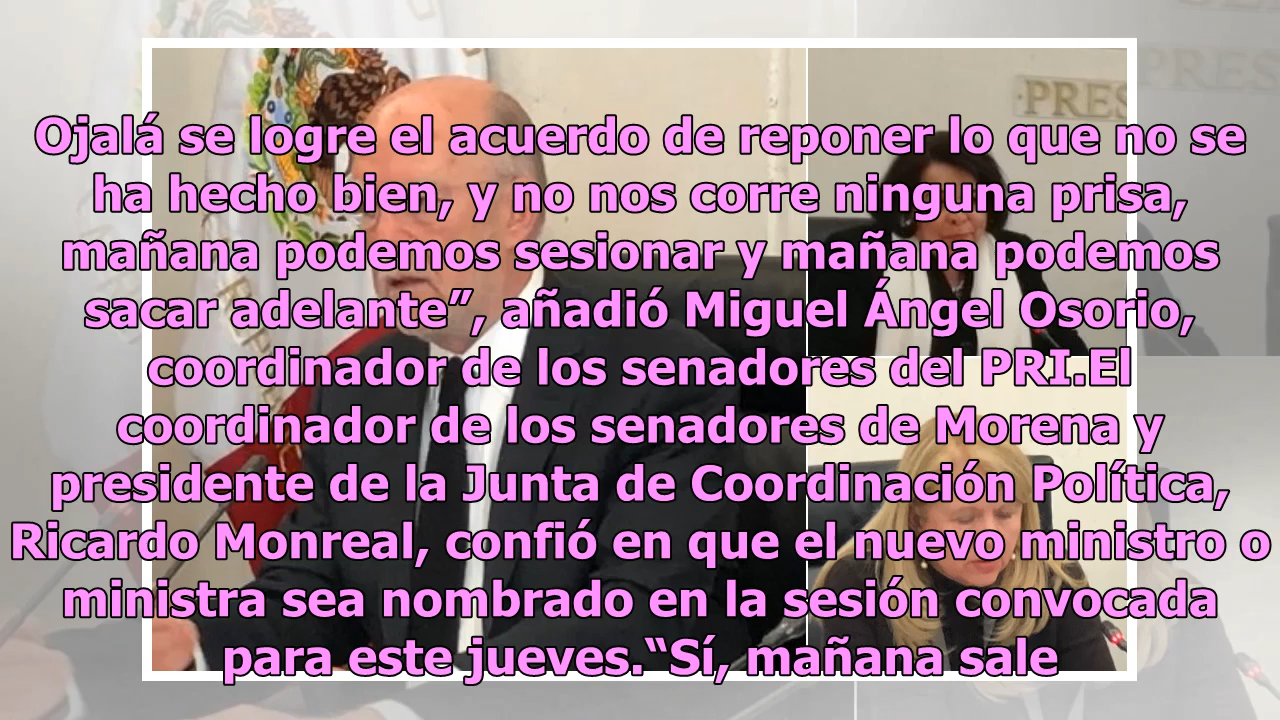 PRES
PRES
Ojalá se logre el acuerdo de reponer lo que no se
ha hecho bien, y no nos corre ninguna prisa,
mañana podemos sesionar y mañana podemos
sacar adelante”, añadió Miguel Ángel Osorio,
coordinador de los senadores del PRI.El
coordinador de los senadores de Morena y
presidente de la Junta de Coordinación Política,
Ricardo Monreal, confió en que el nuevo ministro o
ministra sea nombrado en la sesión convocada
para este jueves.“Sí, mañana sale